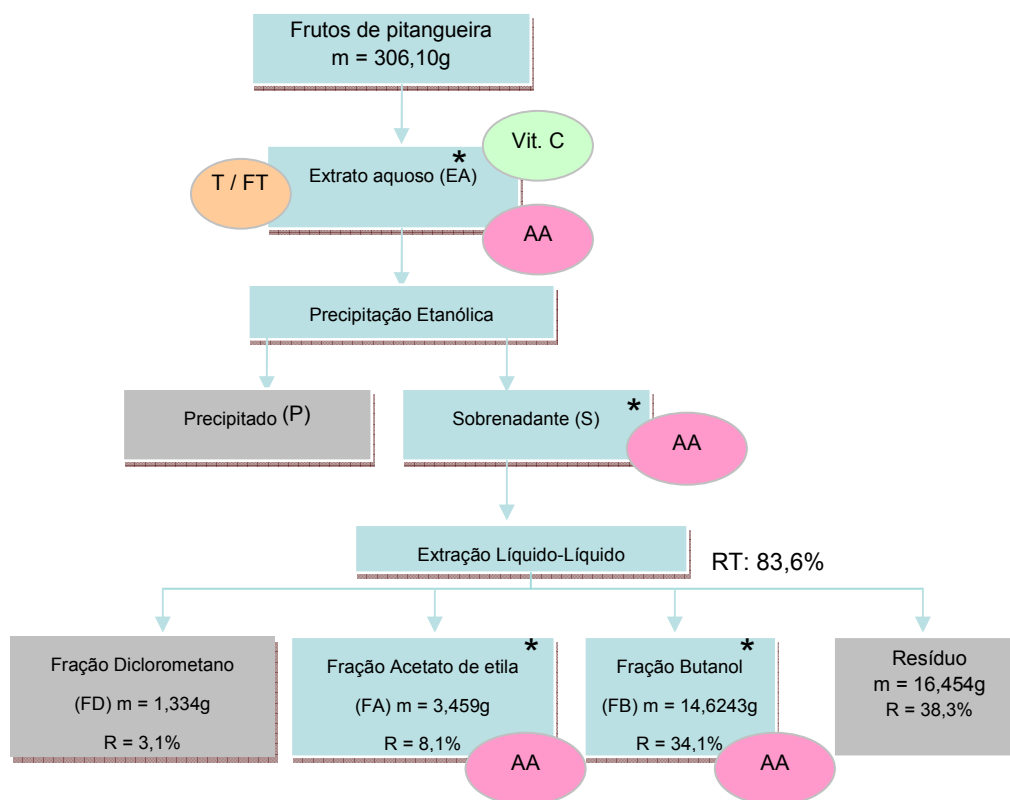 Frutos de pitangueira
m = 306,10g
Vit. C
*
Extrato aquoso (EA)
T / FT
AA
Precipitação Etanólica
Precipitado (P)
*
Sobrenadante (S)
AA
Extração Líquido-Líquido
RT: 83,6%
Fração Diclorometano
(FD) m = 1,334g
R = 3,1%
*
Fração Acetato de etila
(FA) m = 3,459g
R = 8,1%
AA
*
Fração Butanol
(FB) m = 14,6243g
R = 34,1%
AA
Resíduo
m = 16,454g
R = 38,3%